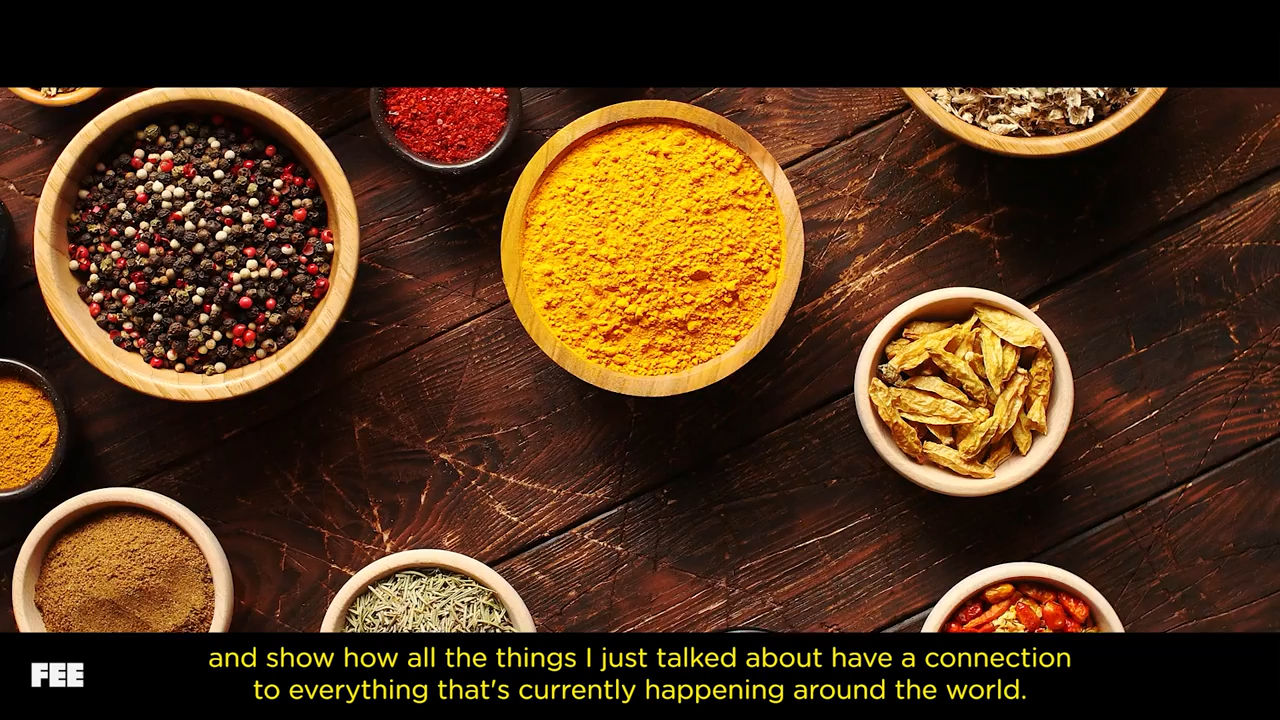 and show how all the things I just talked about have a connection
FEE
to everything that's currently happening around the world.